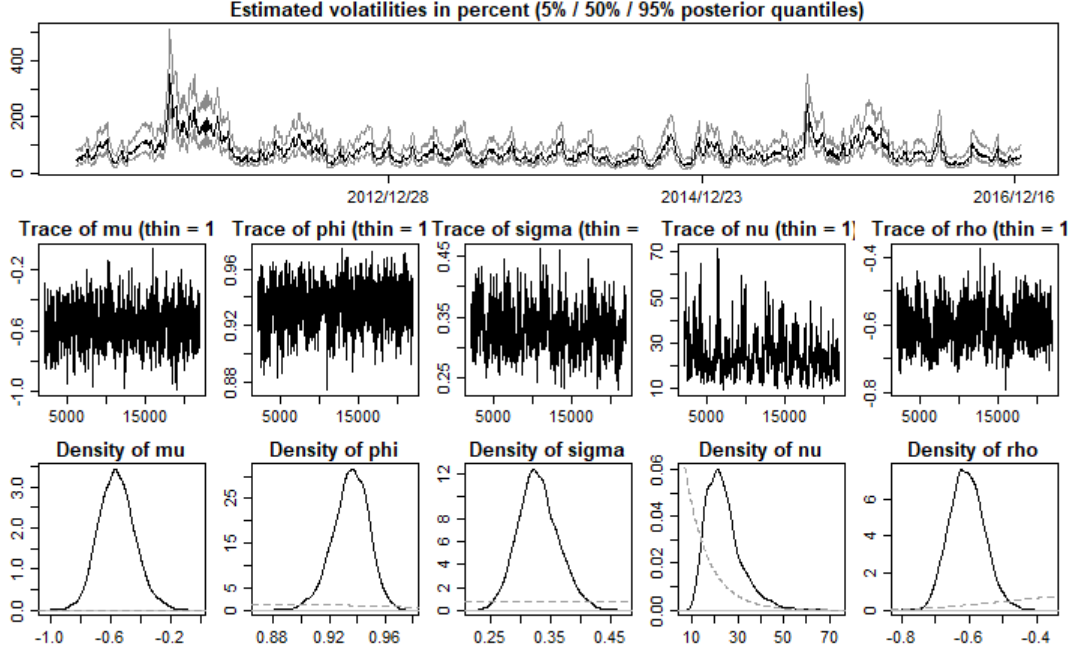 Estimated volatilities in percent (5% / 50% / 95% posterior quantiles)
400
200
0
2012/12/28 2014/12/23 2016/12/16
Trace of mu (thin = 1 Trace of phi (thin = 1 Trace of sigma (thin = Trace of nu (thin = 1) Trace of rho (thin = 1
-0.2 -0.6 -1.0
0.96 0.92 0.88
0.45 0.35 0.25
70 50 30 10
-0.4 -0.6 -0.8
5000 15000 5000 15000 5000 15000 5000 15000 5000 15000
Density of mu Density of phi Density of sigma Density of nu Density of rho
3.0 2.0 1.0 0.0
25 15 5 0
12 8 6 4 2 0
0.06 0.04 0.02 0.00
6 4 2 0
-1.0 -0.6 -0.2 0.88 0.92 0.96 0.25 0.35 0.45 10 30 50 70 -0.8 -0.6 -0.4